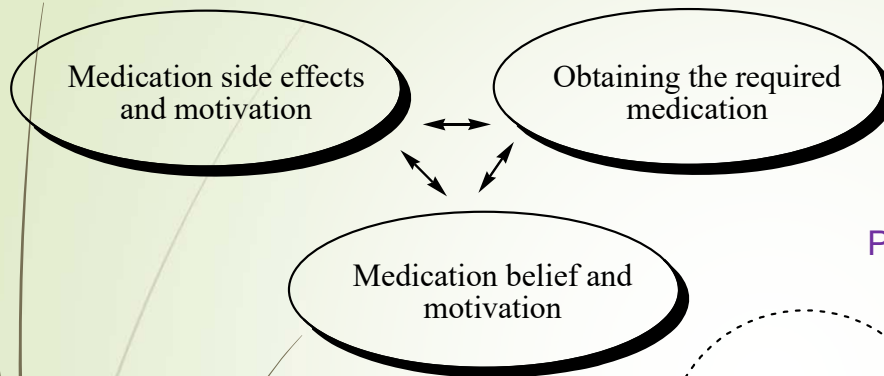 Medication side effects
and motivation
Obtaining the required
medication
Medication belief and
motivation
P